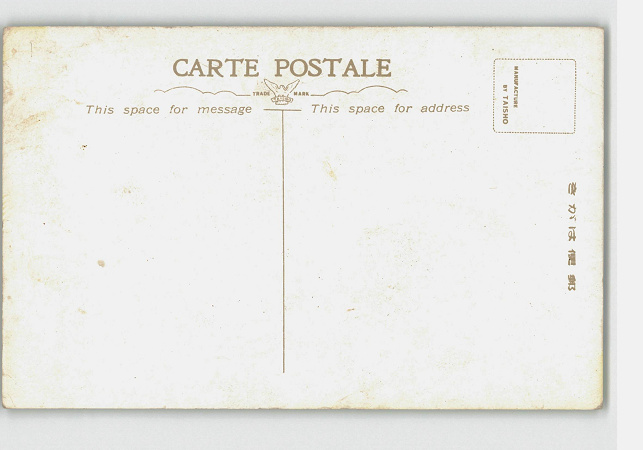 CARTE POSTALE
TRADE MARK
This space for message
This space for address
MANUFACTURE
BY TAISHO
きがは便郵